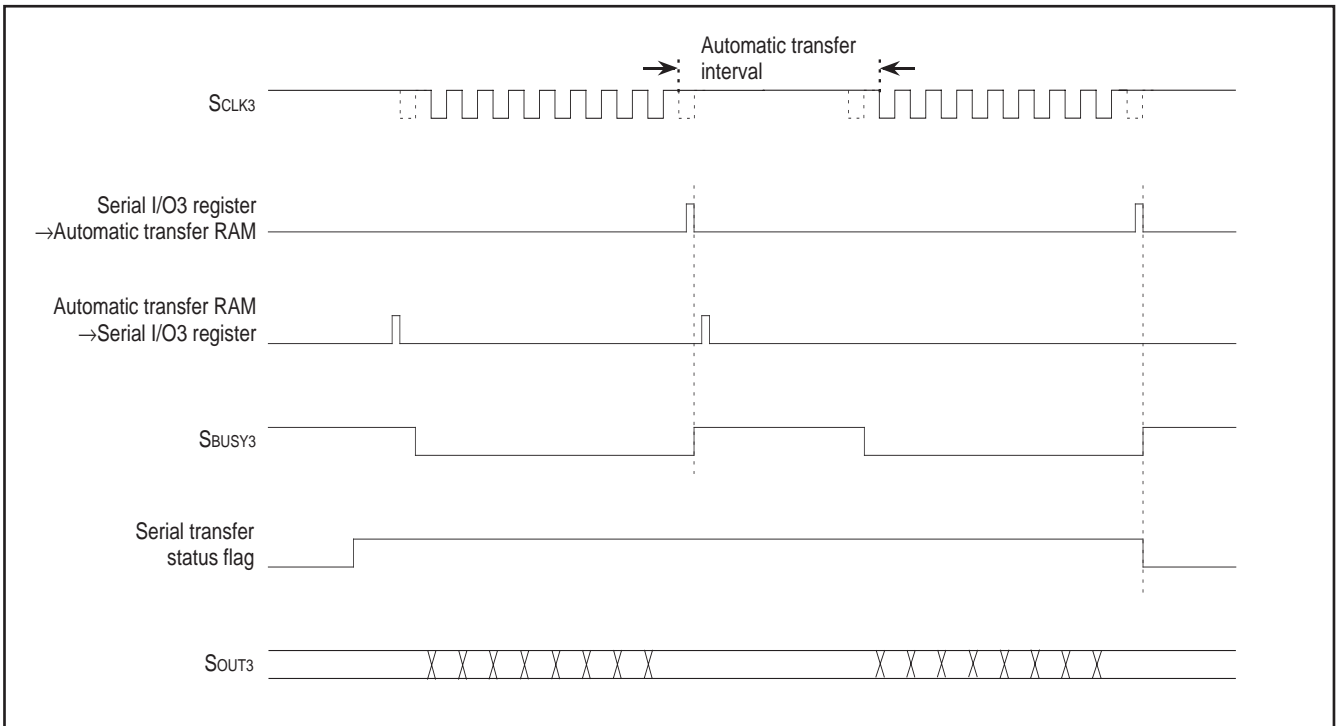 Automatic transfer
interval
SCLK3
Serial I/O3 register
→Automatic transfer RAM
Automatic transfer RAM
→Serial I/O3 register
SBUSY3
Serial transfer
status flag
SOUT3